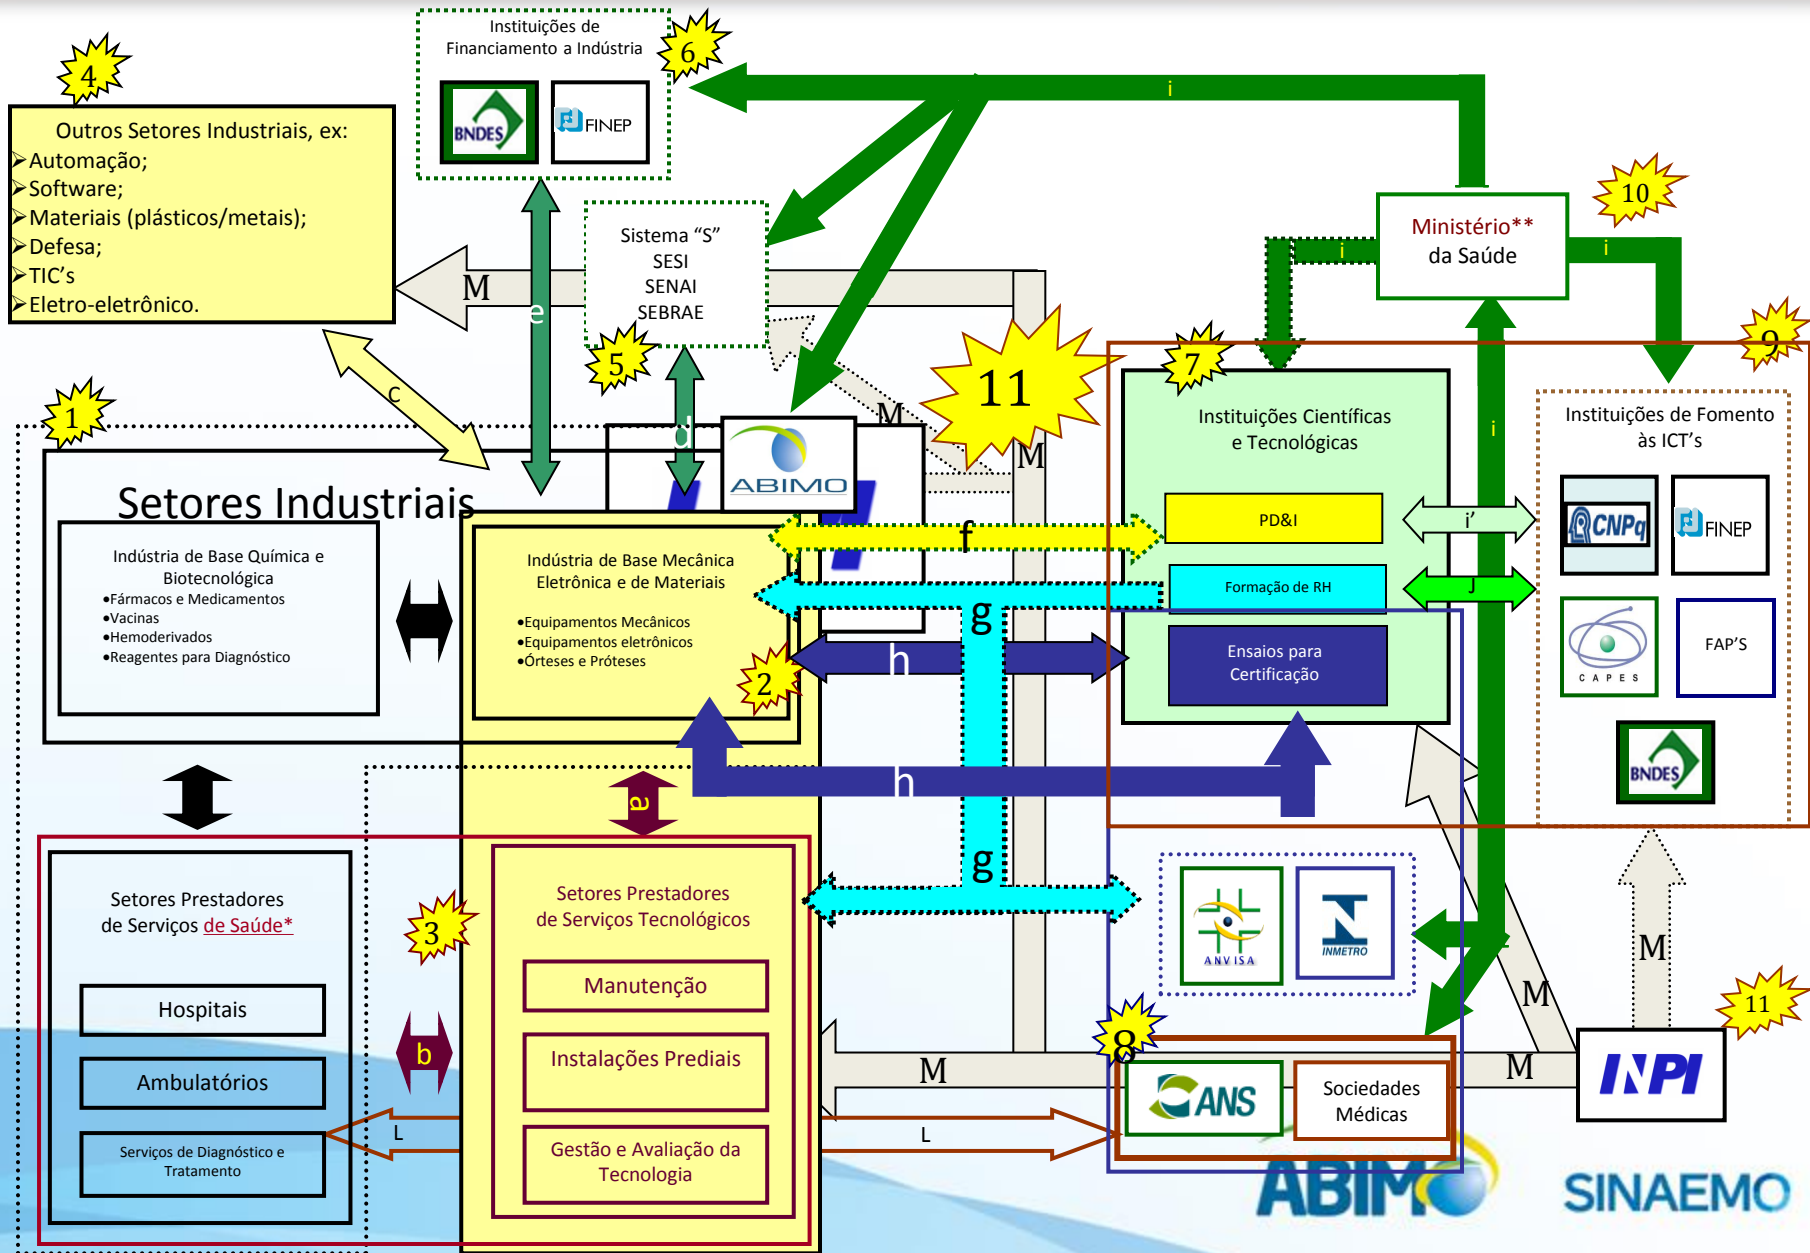 Instituições de
Financiamento a Indústria
6
BNDES
FINEP
4
Outros Setores Industriais, ex:
➢Automação;
➢Software;
➢Materiais (plásticos/metais);
➢Defesa;
➢TIC's
➢Eletro-eletrônico.
i
10
Ministério**
da Saúde
i
i
Sistema “S”
SESI
SENAI
SEBRAE
5
M
e
c
d
M
M
11
7
9
1
ABIMO
Setores Industriais
Indústria de Base Química e
Biotecnológica
•Fármacos e Medicamentos
•Vacinas
•Hemoderivados
•Reagentes para Diagnóstico
Indústria de Base Mecânica
Eletrônica e de Materiais
•Equipamentos Mecânicos
•Equipamentos eletrônicos
•Órteses e Próteses
2
f
g
h
h
g
Instituições Científicas
e Tecnológicas
PD&I
Formação de RH
Ensaios para
Certificação
i
i’
J
Instituições de Fomento
às ICT’s
CNPq
FINEP
CAPES
FAP’S
BNDES
a
Setores Prestadores
de Serviços de Saúde*
Hospitais
Ambulatórios
Serviços de Diagnóstico e
Tratamento
3
b
L
Setores Prestadores
de Serviços Tecnológicos
Manutenção
Instalações Prediais
Gestão e Avaliação da
Tecnologia
M
L
ANVISA
INMETRO
8
ANS
Sociedades
Médicas
M
M
M
11
INPI
ABIMO
SINAEMO